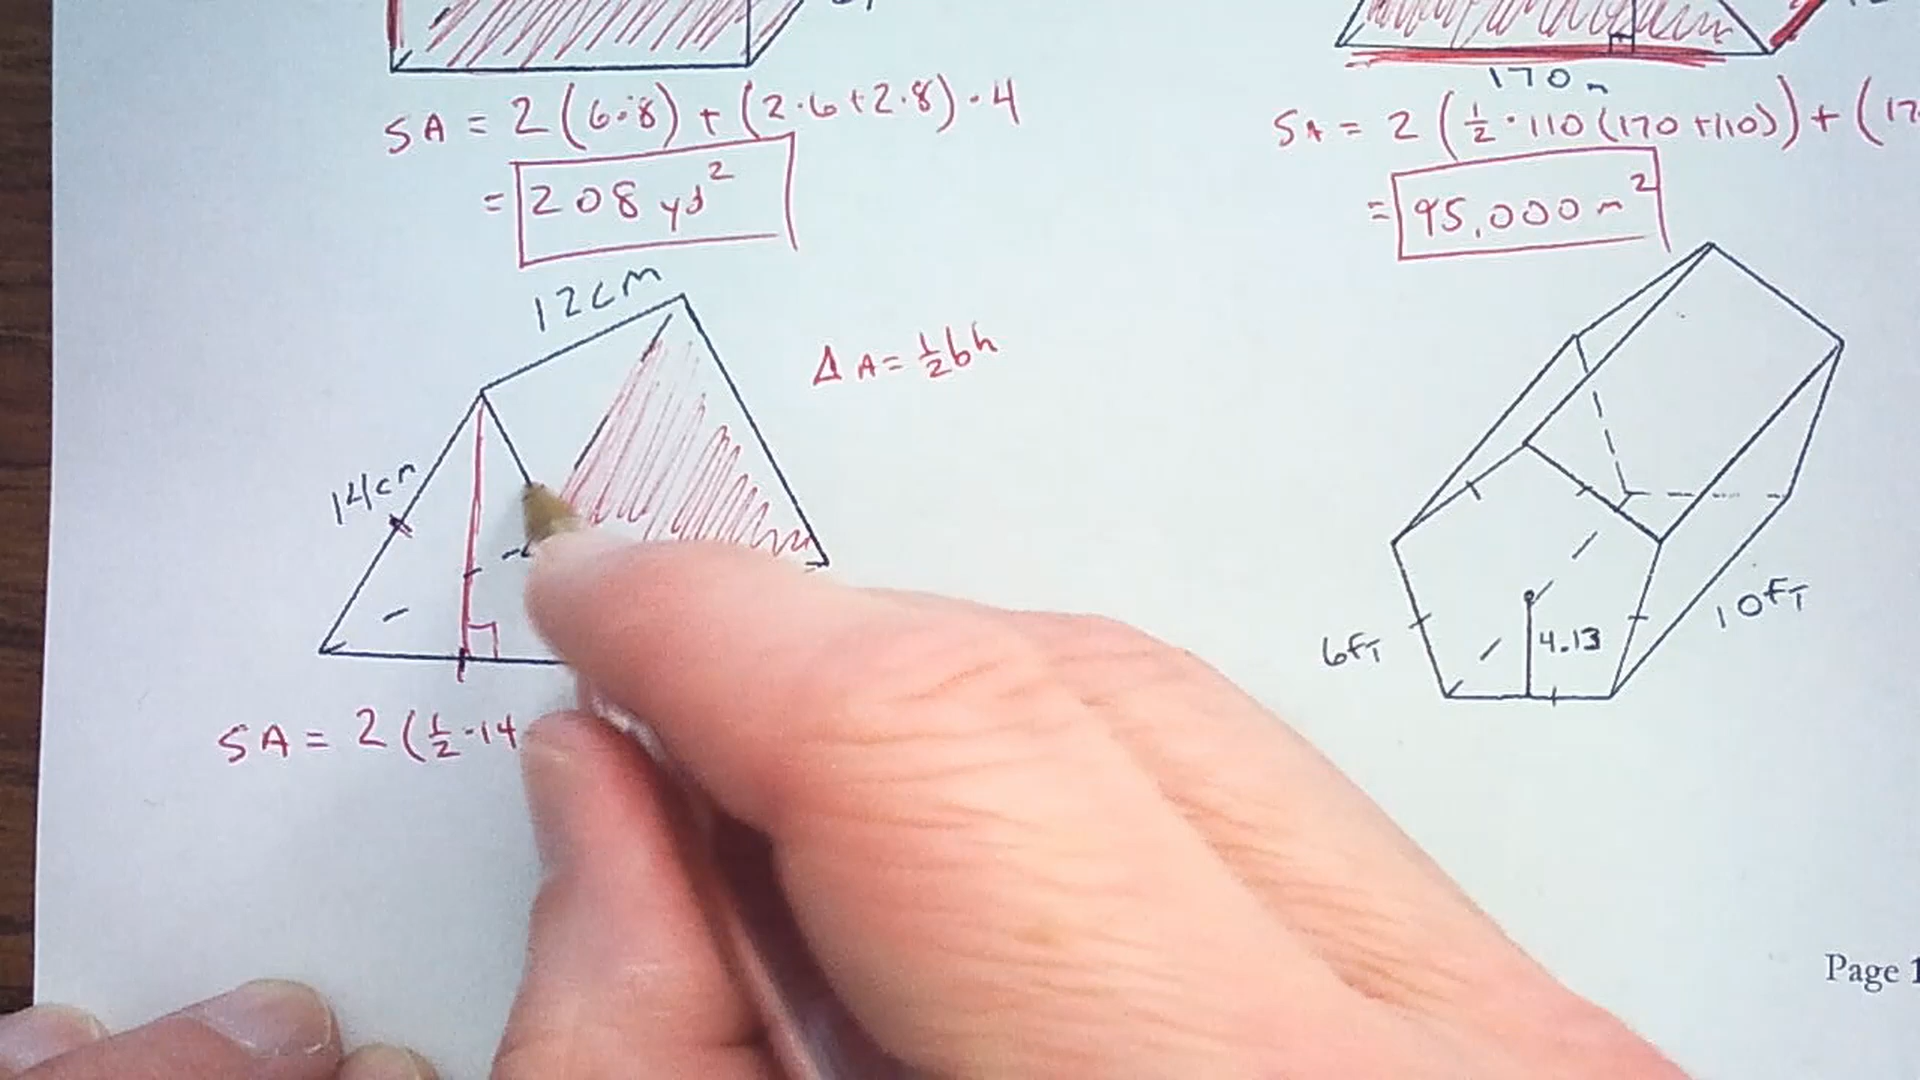 SA = 2(6·8) + (2·6+2·8)·4
= 208 yd²
170 m
SA = 2(½·110(170+110)) + (17
= 95,000 m²
12cm
Δ A = ½bh
14cm
SA = 2(½·14
6FT
4.13
10FT
Page 1